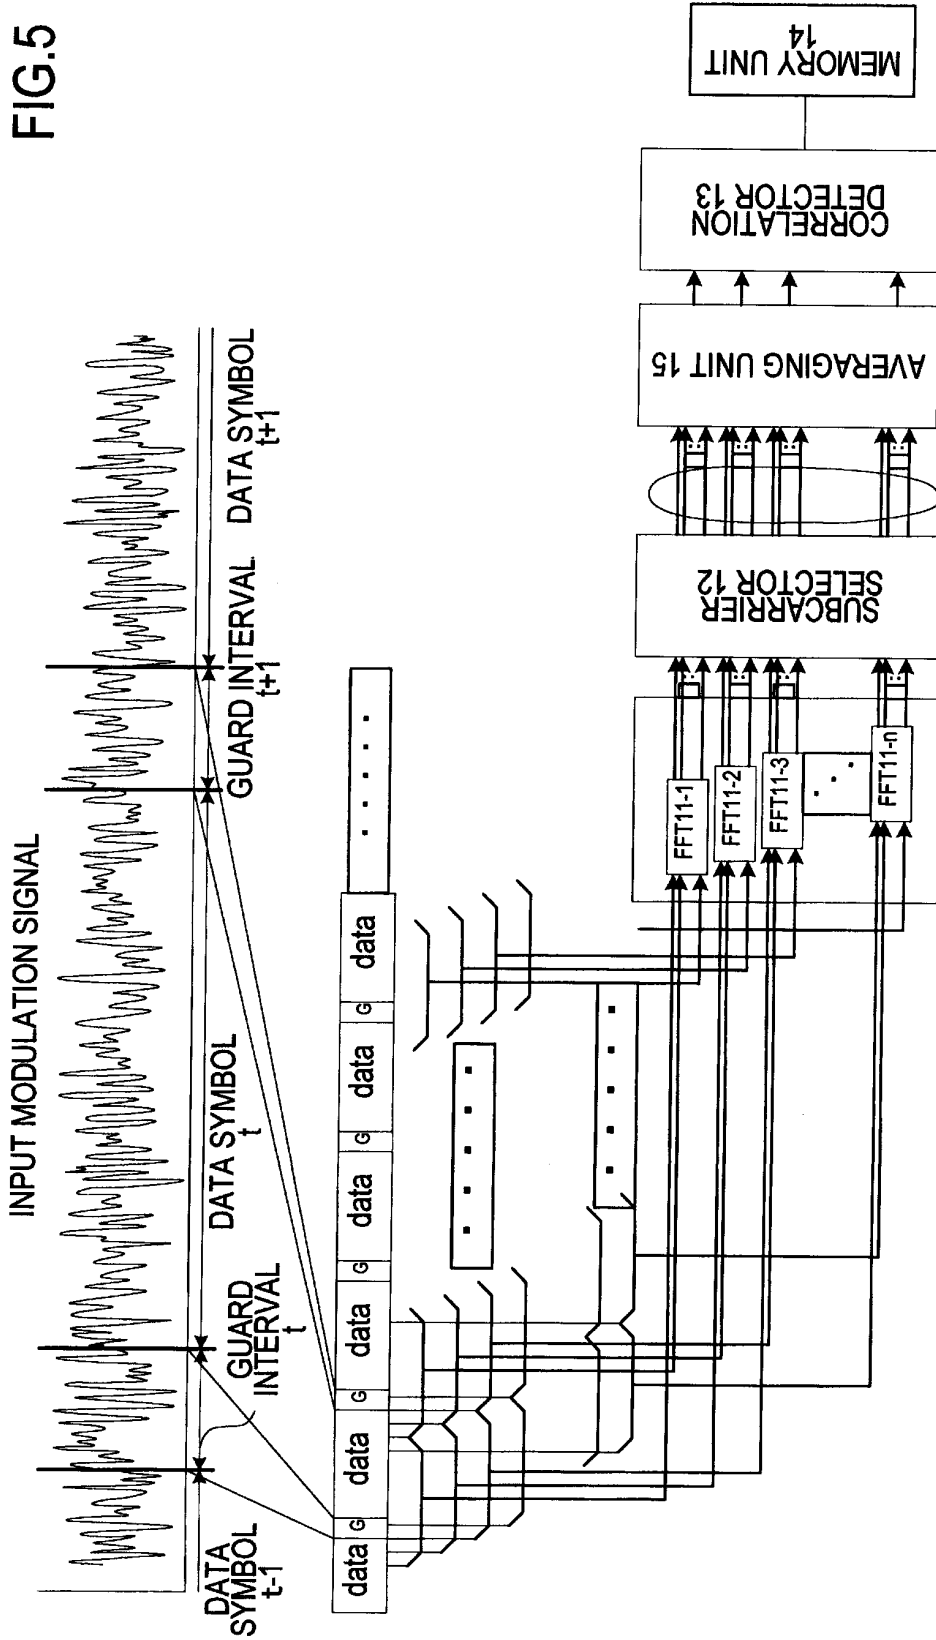 FIG.5
INPUT MODULATION SIGNAL
DATA
SYMBOL
t-1
GUARD
INTERVAL
t
DATA SYMBOL
t
GUARD INTERVAL
t+1
DATA SYMBOL
t+1
data
G
data
G
data
G
data
G
data
G
data
FFT11-1
FFT11-2
FFT11-3
FFT11-n
SUBCARRIER
SELECTOR 12
AVERAGING UNIT 15
CORRELATION
DETECTOR 13
MEMORY UNIT
14